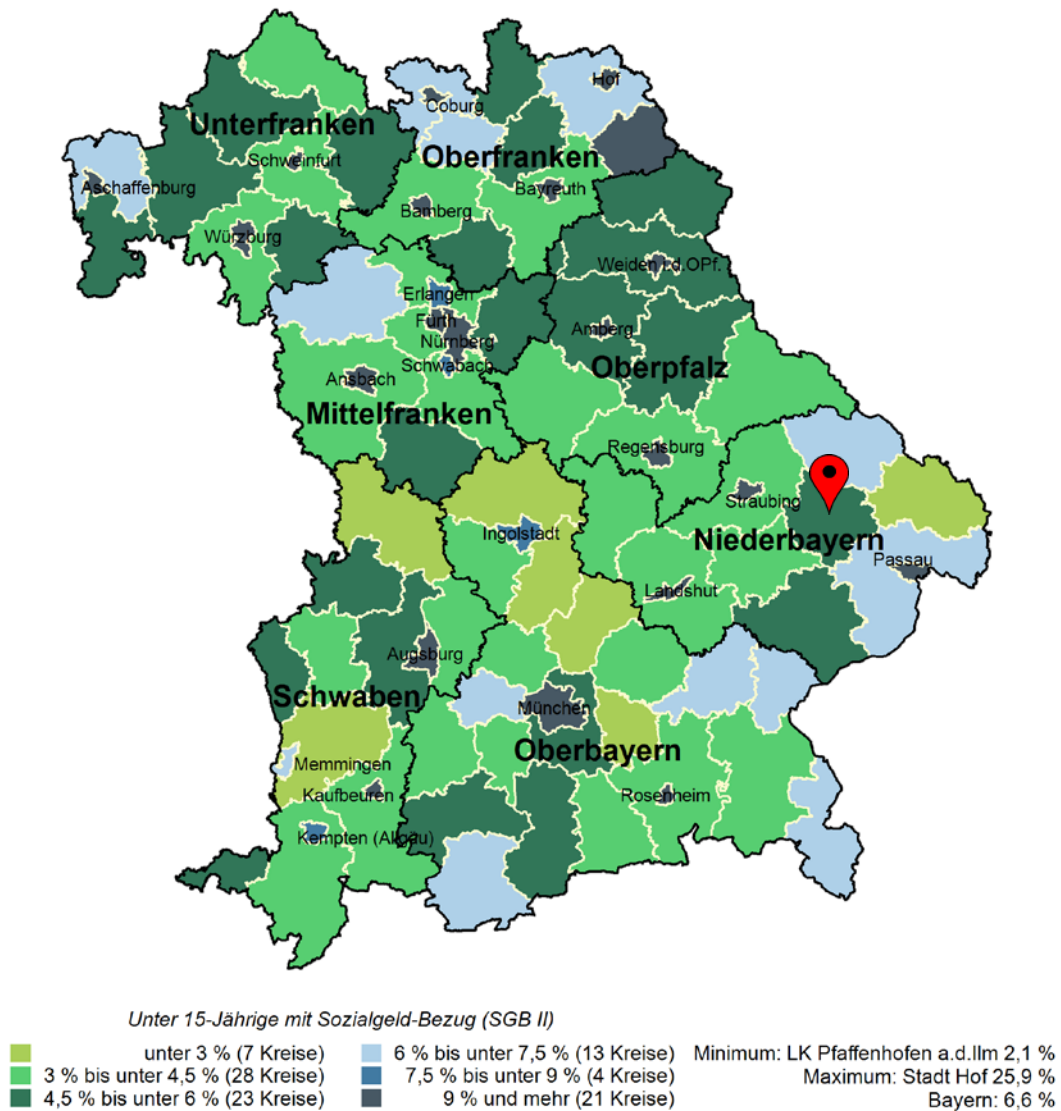 Hof
Coburg
Unterfranken
Oberfranken
Schweinfurt
Aschaffenburg
Bayreuth
Bamberg
Würzburg
Weiden i.d.OPf.
Erlangen
Fürth
Amberg
Nürnberg
Schwabach
Oberpfalz
Ansbach
Mittelfranken
Regensburg
Straubing
Ingolstadt
Niederbayern
Passau
Landshut
Augsburg
Schwaben
München
Oberbayern
Memmingen
Kaufbeuren
Rosenheim
Kempten (Allgäu)
Unter 15-Jährige mit Sozialgeld-Bezug (SGB II)
unter 3 % (7 Kreise)
3 % bis unter 4,5 % (28 Kreise)
4,5 % bis unter 6 % (23 Kreise)
6 % bis unter 7,5 % (13 Kreise)
7,5 % bis unter 9 % (4 Kreise)
9 % und mehr (21 Kreise)
Minimum: LK Pfaffenhofen a.d.Ilm 2,1 %
Maximum: Stadt Hof 25,9 %
Bayern: 6,6 %